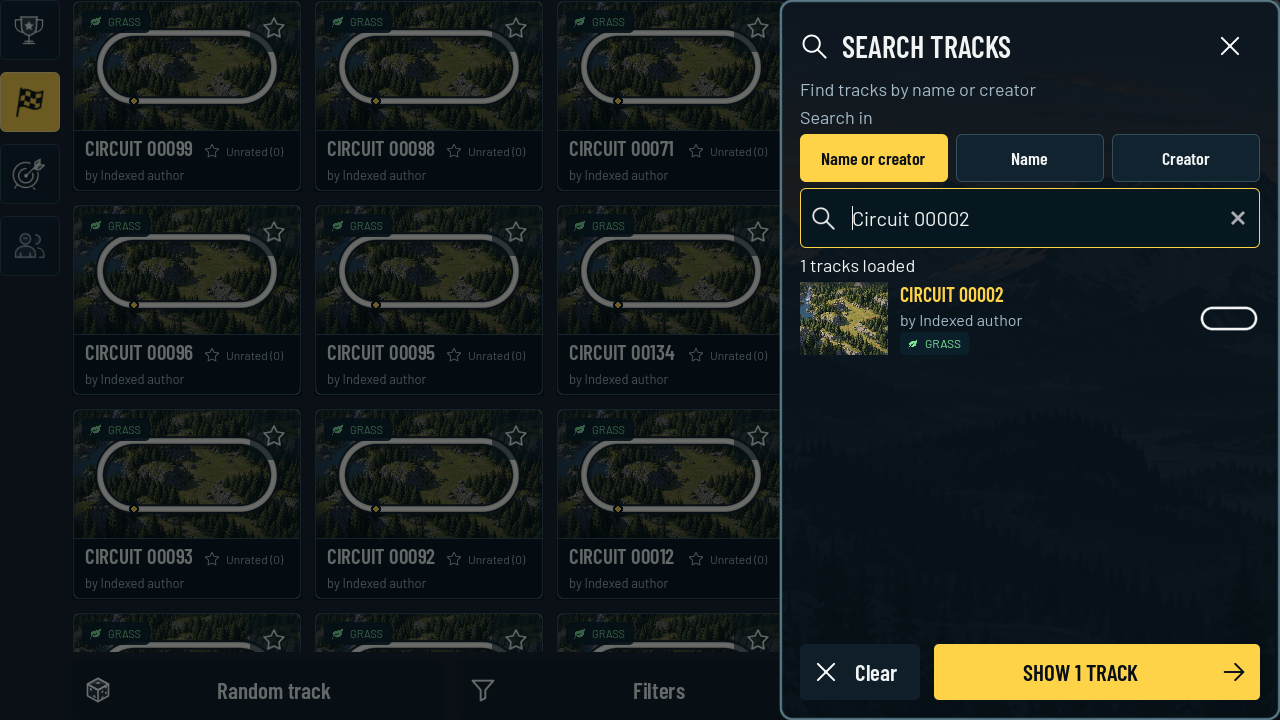 GRASS
GRASS
GRASS
CIRCUIT 00099
Unrated (0)
by Indexed author
CIRCUIT 00098
Unrated (0)
by Indexed author
CIRCUIT 00071
Unrated (0)
by Indexed author
GRASS
GRASS
GRASS
CIRCUIT 00096
Unrated (0)
by Indexed author
CIRCUIT 00095
Unrated (0)
by Indexed author
CIRCUIT 00134
Unrated (0)
by Indexed author
GRASS
GRASS
GRASS
CIRCUIT 00093
Unrated (0)
by Indexed author
CIRCUIT 00092
Unrated (0)
by Indexed author
CIRCUIT 00012
Unrated (0)
by Indexed author
GRASS
GRASS
GRASS
Random track
Filters
SEARCH TRACKS
Find tracks by name or creator
Search in
Name or creator
Name
Creator
Circuit 00002
1 tracks loaded
CIRCUIT 00002
by Indexed author
GRASS
Clear
SHOW 1 TRACK